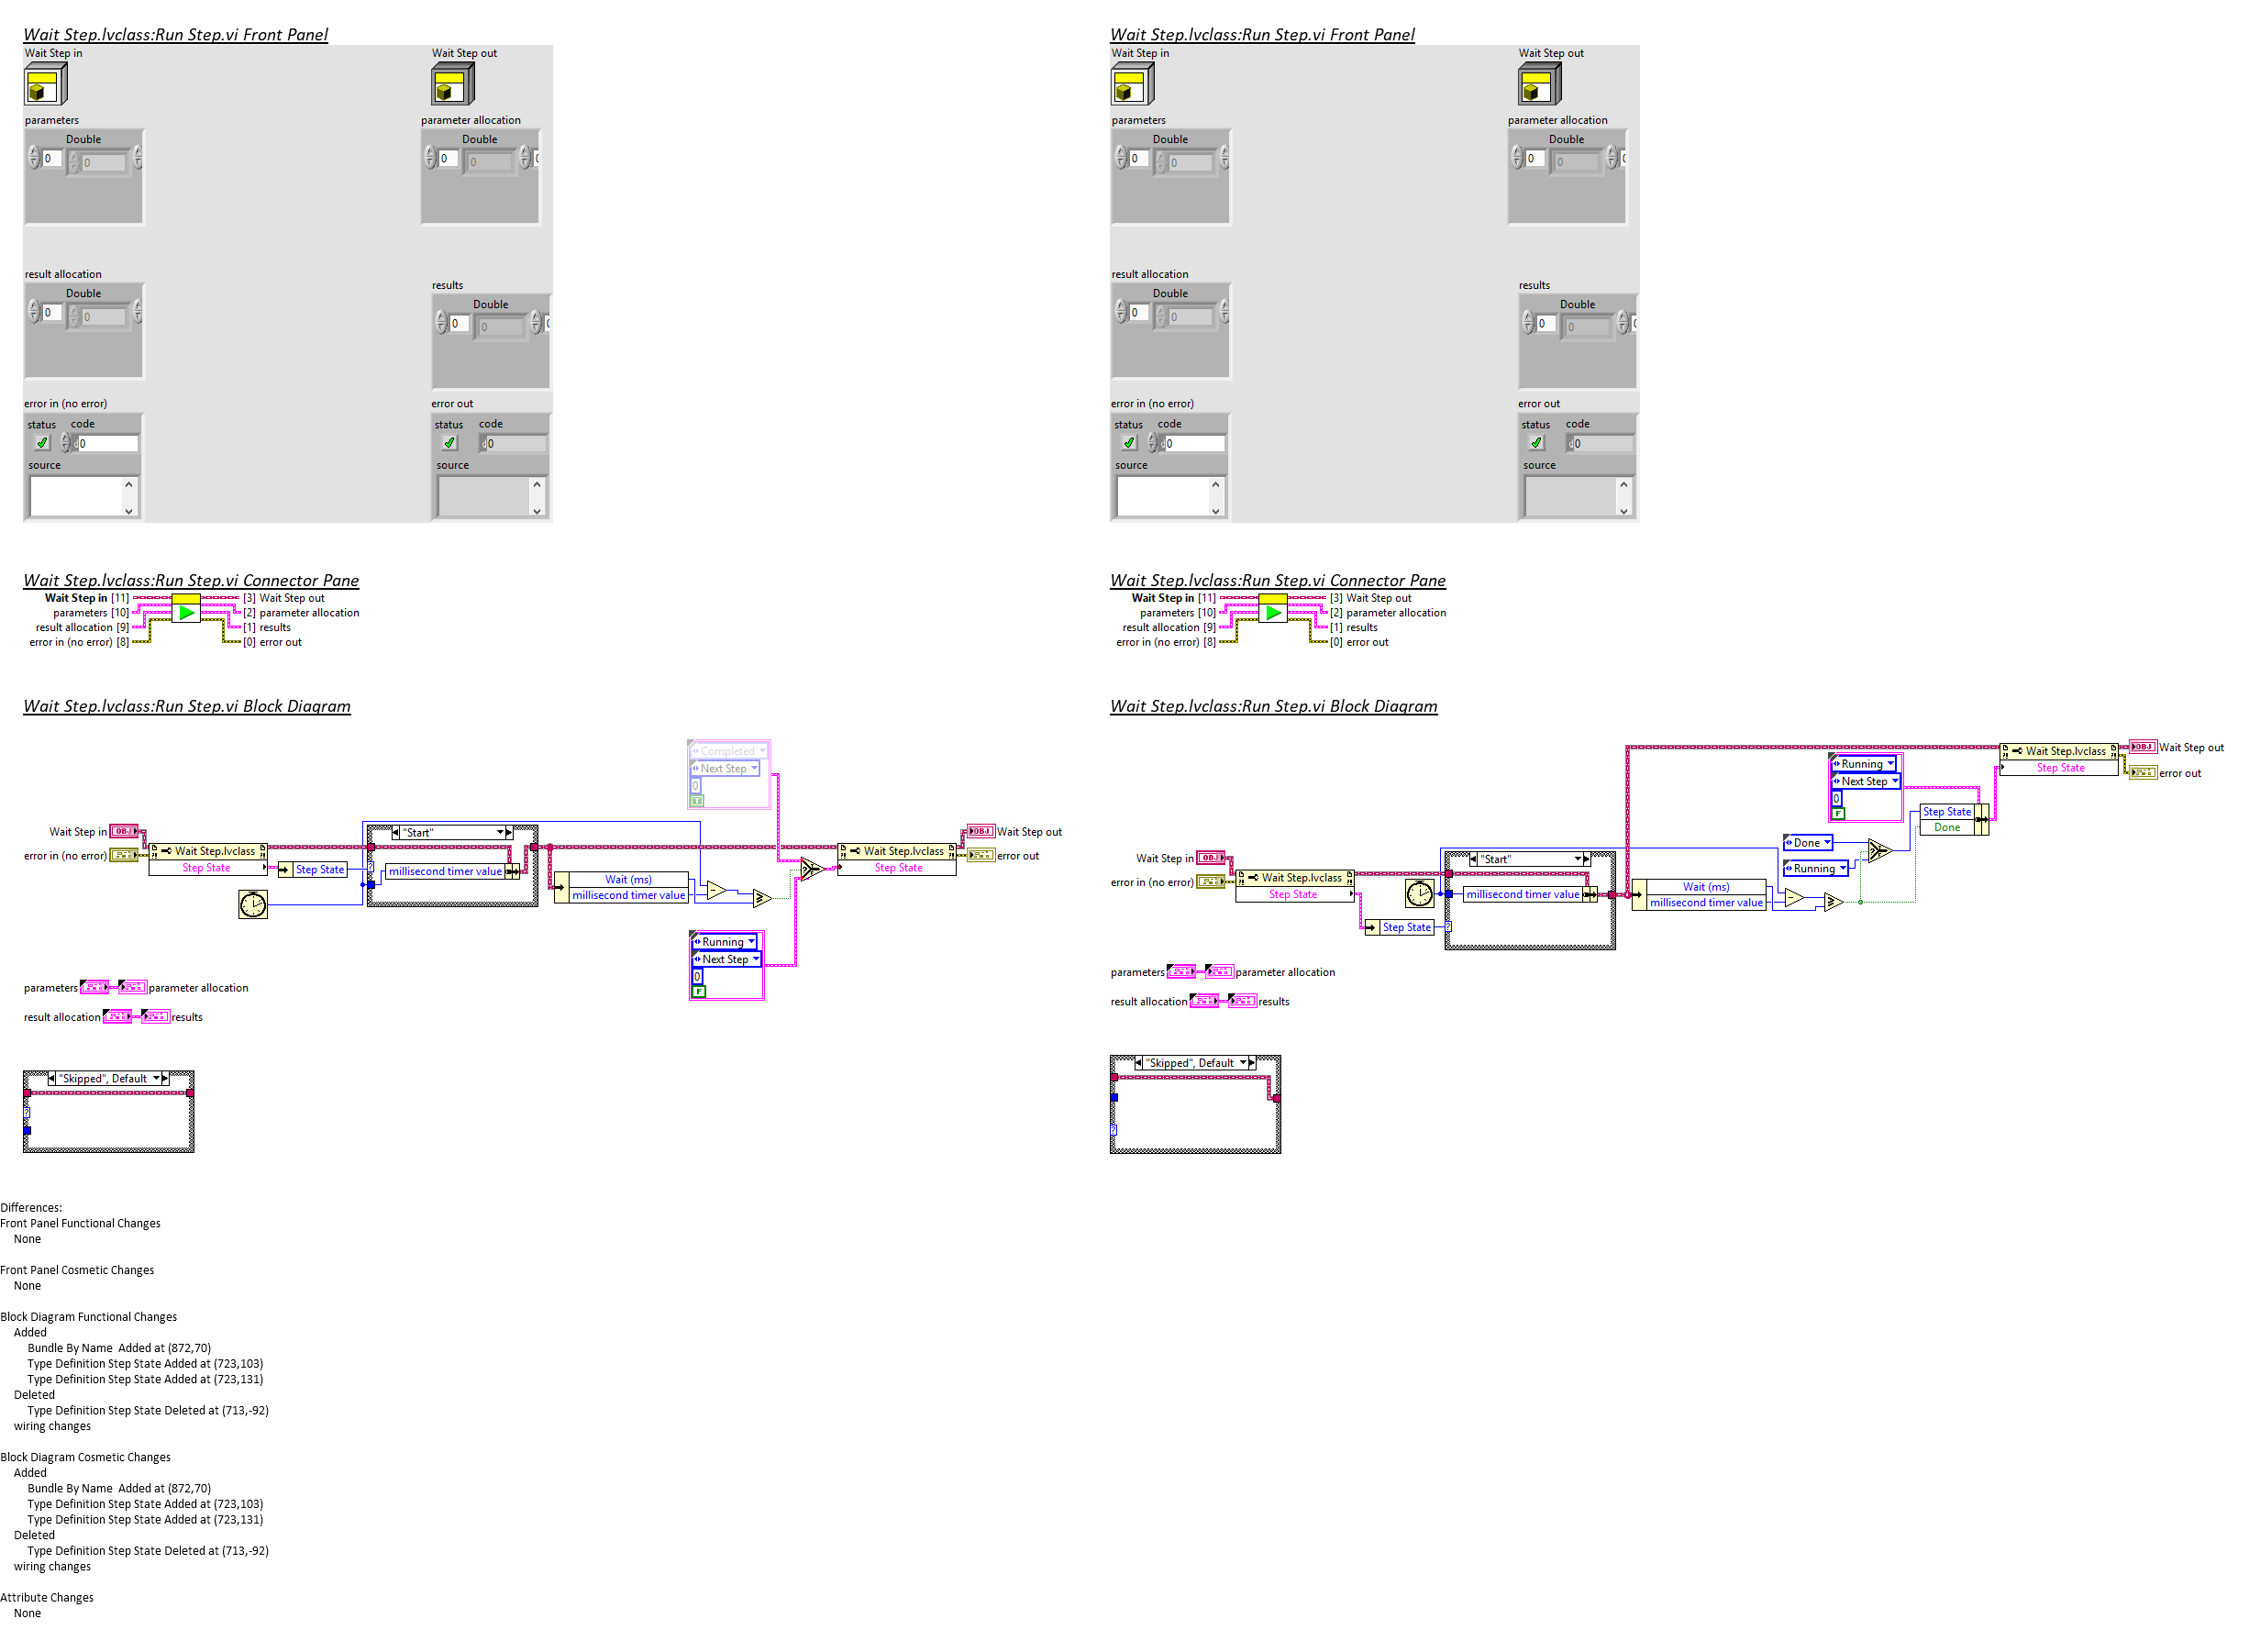 Wait Step.lvclass:Run Step.vi Front Panel
Wait Step in
Wait Step out
parameters
parameter allocation
Double
Double
0
0
0
0
result allocation
results
Double
Double
0
0
0
0
error in (no error)
error out
status code
status code
0
0
source
source
Wait Step.lvclass:Run Step.vi Connector Pane
Wait Step in [11]
[3] Wait Step out
parameters [10]
[2] parameter allocation
result allocation [9]
[1] results
error in (no error) [8]
[0] error out
Wait Step.lvclass:Run Step.vi Block Diagram
Completed
Next Step
0
T
Wait Step in
OBJ
error in (no error)
Wait Step.lvclass
Step State
Step State
"Start"
millisecond timer value
Wait (ms)
millisecond timer value
Wait Step.lvclass
Step State
OBJ
Wait Step out
error out
Running
Next Step
0
F
parameters
parameter allocation
result allocation
results
"Skipped", Default
Wait Step.lvclass:Run Step.vi Front Panel
Wait Step in
Wait Step out
parameters
parameter allocation
Double
Double
0
0
0
0
result allocation
results
Double
Double
0
0
0
0
error in (no error)
error out
status code
status code
0
0
source
source
Wait Step.lvclass:Run Step.vi Connector Pane
Wait Step in [11]
[3] Wait Step out
parameters [10]
[2] parameter allocation
result allocation [9]
[1] results
error in (no error) [8]
[0] error out
Wait Step.lvclass:Run Step.vi Block Diagram
Wait Step.lvclass
Step State
OBJ
Wait Step out
error out
Running
Next Step
0
F
Step State
Done
Done
Running
Wait Step in
OBJ
error in (no error)
Wait Step.lvclass
Step State
Step State
"Start"
millisecond timer value
Wait (ms)
millisecond timer value
parameters
parameter allocation
result allocation
results
"Skipped", Default
Differences:
Front Panel Functional Changes
None
Front Panel Cosmetic Changes
None
Block Diagram Functional Changes
Added
Bundle By Name  Added at (872,70)
Type Definition Step State Added at (723,103)
Type Definition Step State Added at (723,131)
Deleted
Type Definition Step State Deleted at (713,-92)
wiring changes
Block Diagram Cosmetic Changes
Added
Bundle By Name  Added at (872,70)
Type Definition Step State Added at (723,103)
Type Definition Step State Added at (723,131)
Deleted
Type Definition Step State Deleted at (713,-92)
wiring changes
Attribute Changes
None